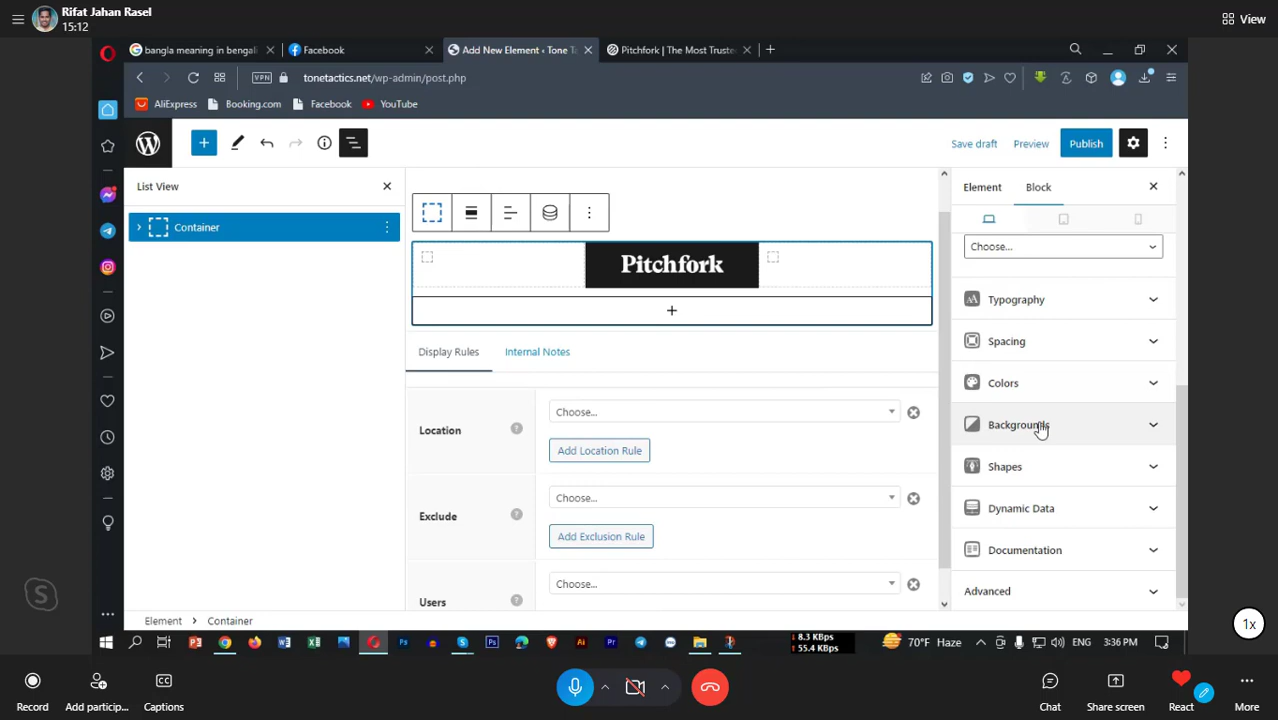 Rifat Jahan Rasel
15:12
View
bangla meaning in bengali
Facebook
Add New Element ‹ Tone Ta
Pitchfork | The Most Truste
VPN
tonetactics.net/wp-admin/post.php
AliExpress
Booking.com
Facebook
YouTube
Save draft
Preview
Publish
List View
Element
Block
Container
Choose...
Pitchfork
Typography
Spacing
Display Rules
Internal Notes
Colors
Location
Choose...
Add Location Rule
Backgrounds
Shapes
Exclude
Choose...
Add Exclusion Rule
Dynamic Data
Documentation
Users
Choose...
Advanced
Element
Container
8.3 KBps
55.4 KBps
70°F Haze
ENG
3:36 PM
1x
Record
Add particip...
Captions
Chat
Share screen
React
More